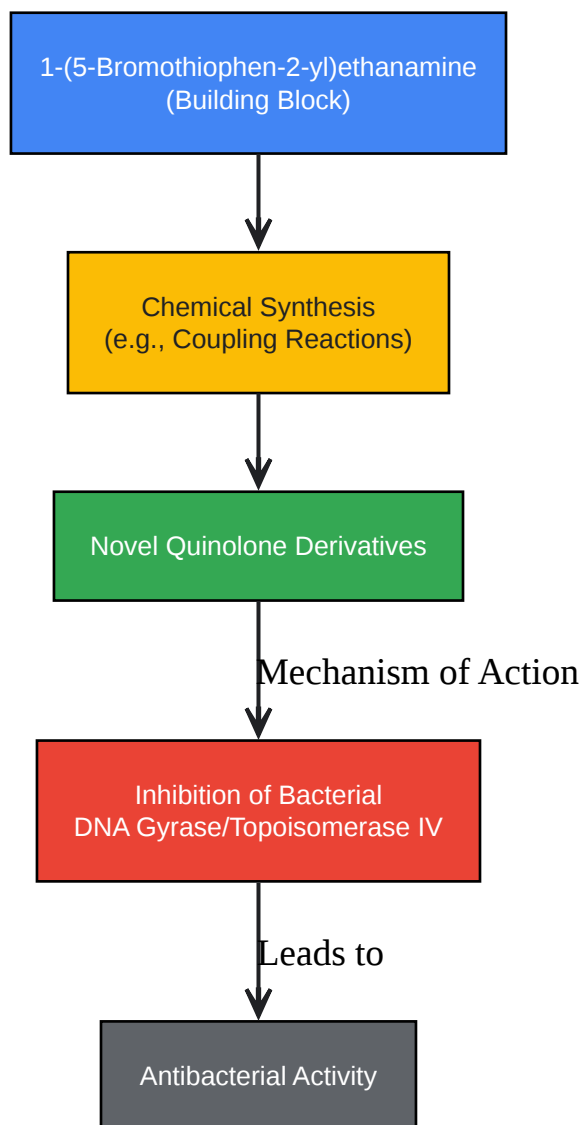 1-(5-Bromothiophen-2-yl)ethanamine
(Building Block)
Chemical Synthesis
(e.g., Coupling Reactions)
Novel Quinolone Derivatives
Mechanism of Action
Inhibition of Bacterial
DNA Gyrase/Topoisomerase IV
Leads to
Antibacterial Activity